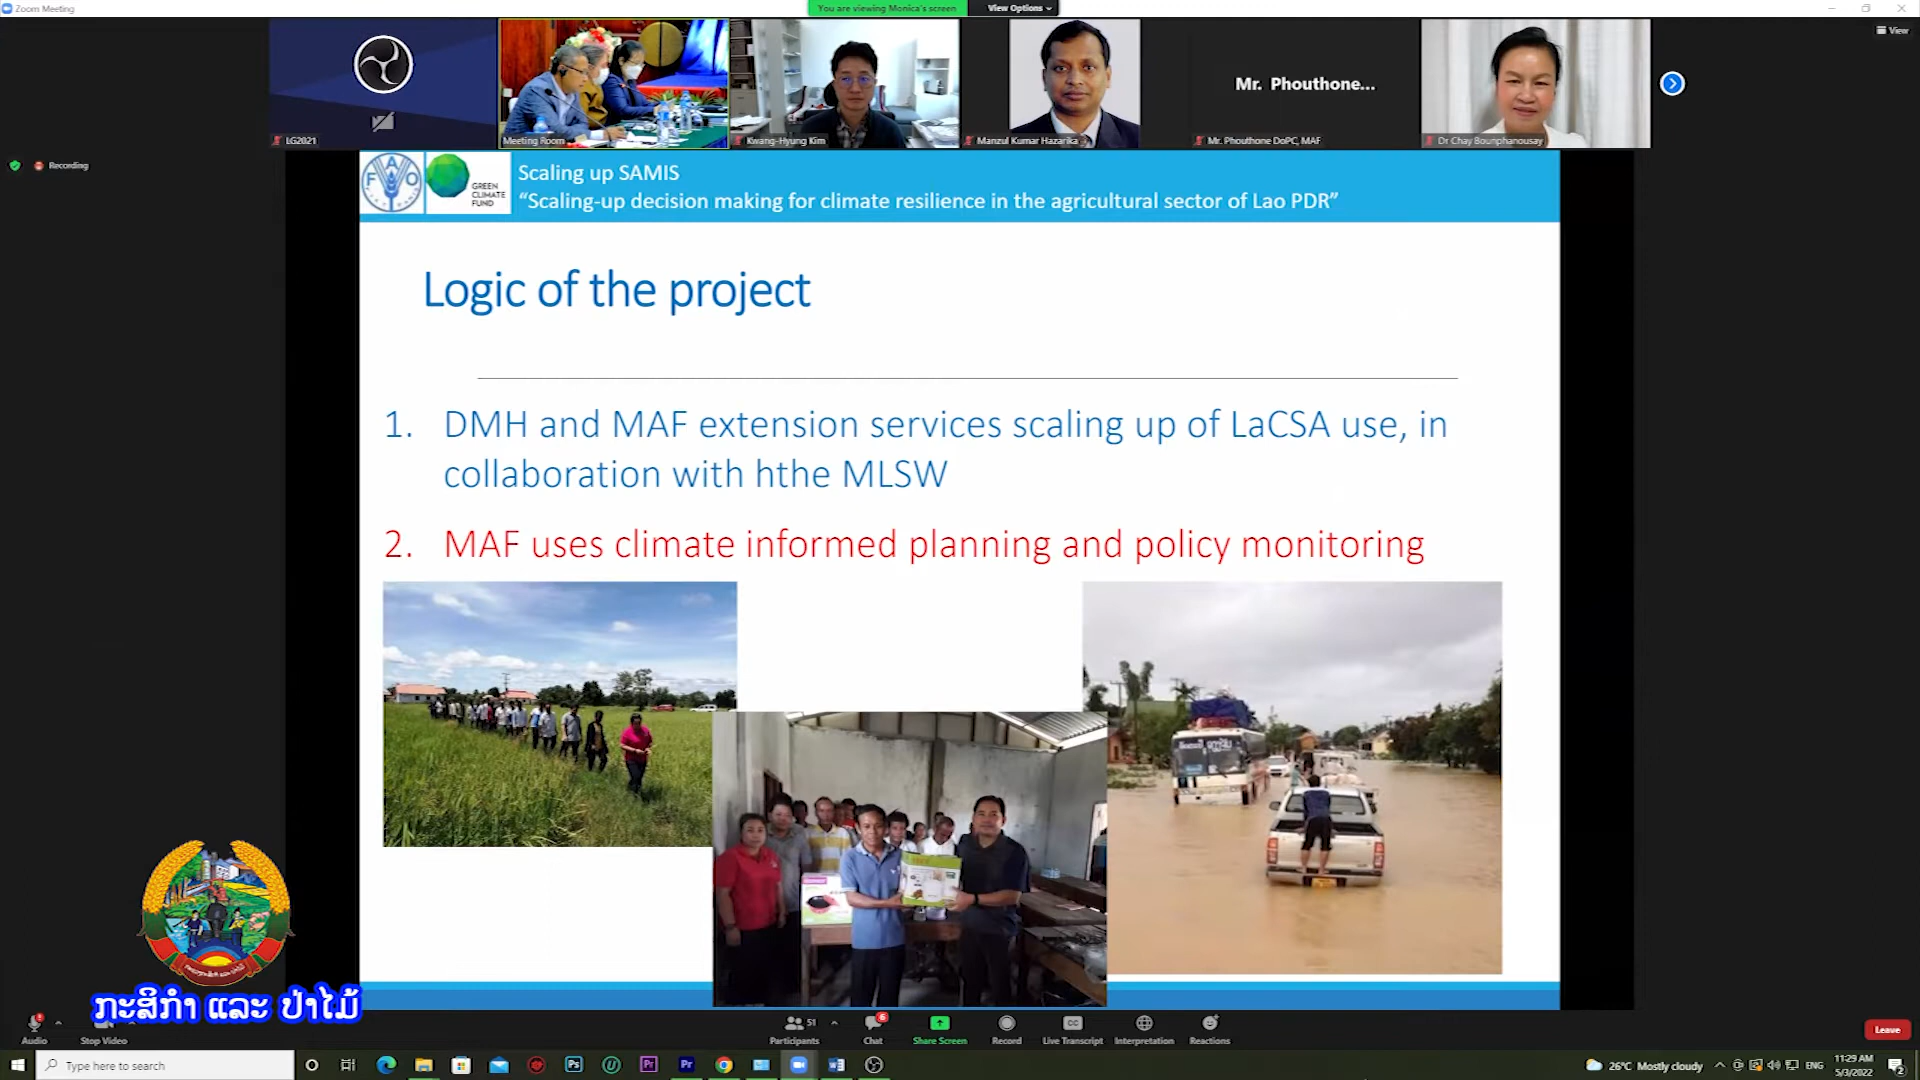 Zoom Meeting
You are viewing Monica's screen
View Options
View
LG2021
Meeting Room
Kwang-Hyung Kim
Manzul Kumar Hazarika
Mr. Phouthone...
Mr. Phouthone DoPC, MAF
Dr Chay Bounphanousay
Recording
FAO
GREEN
CLIMATE
FUND
Scaling up SAMIS
“Scaling-up decision making for climate resilience in the agricultural sector of Lao PDR”
Logic of the project
1. DMH and MAF extension services scaling up of LaCSA use, in
collaboration with hthe MLSW
2. MAF uses climate informed planning and policy monitoring
ກະສິກຳ ແລະ ປ່າໄມ້
Audio
Stop Video
51
Participants
6
Chat
Share Screen
Record
CC
Live Transcript
Interpretation
Reactions
Leave
Type here to search
Ps
Pr
Pr
26°C Mostly cloudy
ENG
11:29 AM
5/3/2022
2